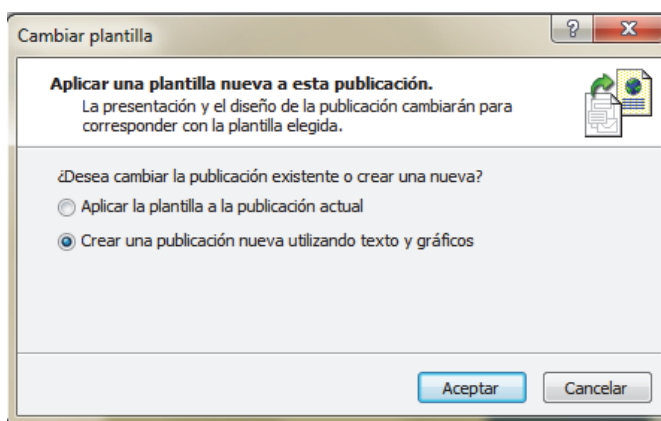 Cambiar plantilla
?
X
Aplicar una plantilla nueva a esta publicación.
La presentación y el diseño de la publicación cambiarán para
corresponder con la plantilla elegida.
¿Desea cambiar la publicación existente o crear una nueva?
Aplicar la plantilla a la publicación actual
Crear una publicación nueva utilizando texto y gráficos
Aceptar
Cancelar